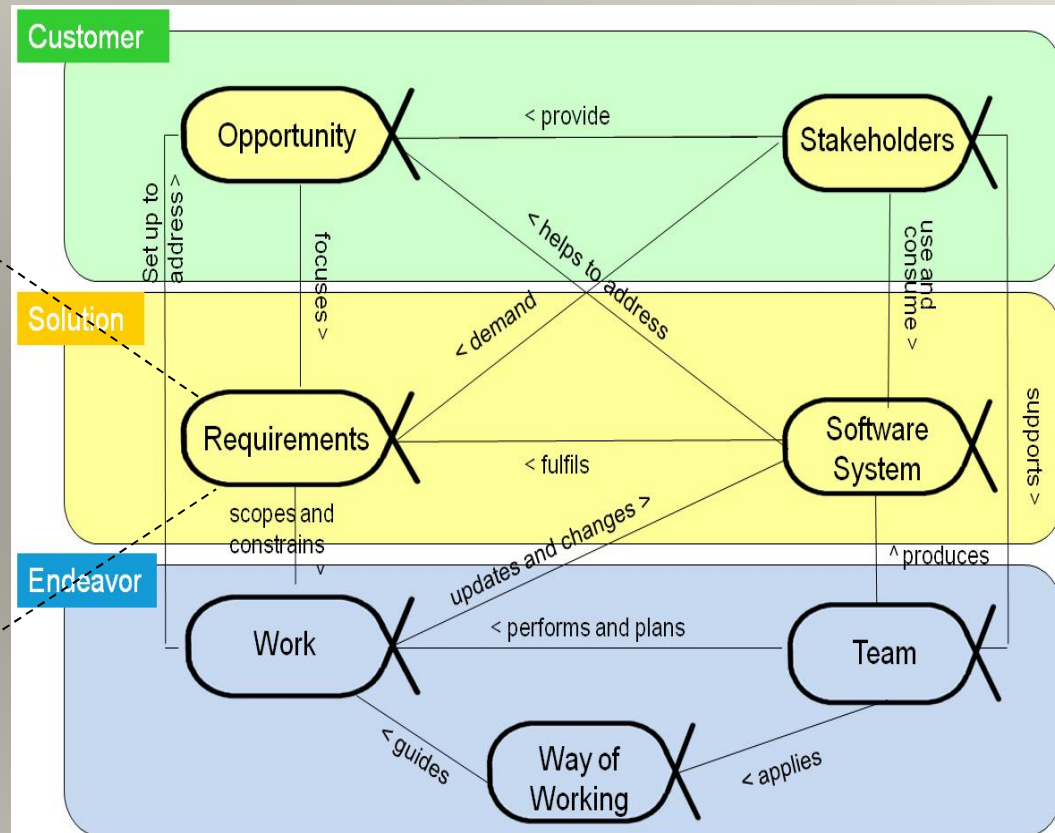 Customer
Opportunity
< provide
Stakeholders
Set up to
address >
focuses >
< helps to address
use and
consume >
< demand
Solution
Requirements
< fulfils
Software
System
supports >
scopes and
constrains
v
updates and changes >
^ produces
Endeavor
Work
< performs and plans
Team
< guides
Way of
Working
< applies